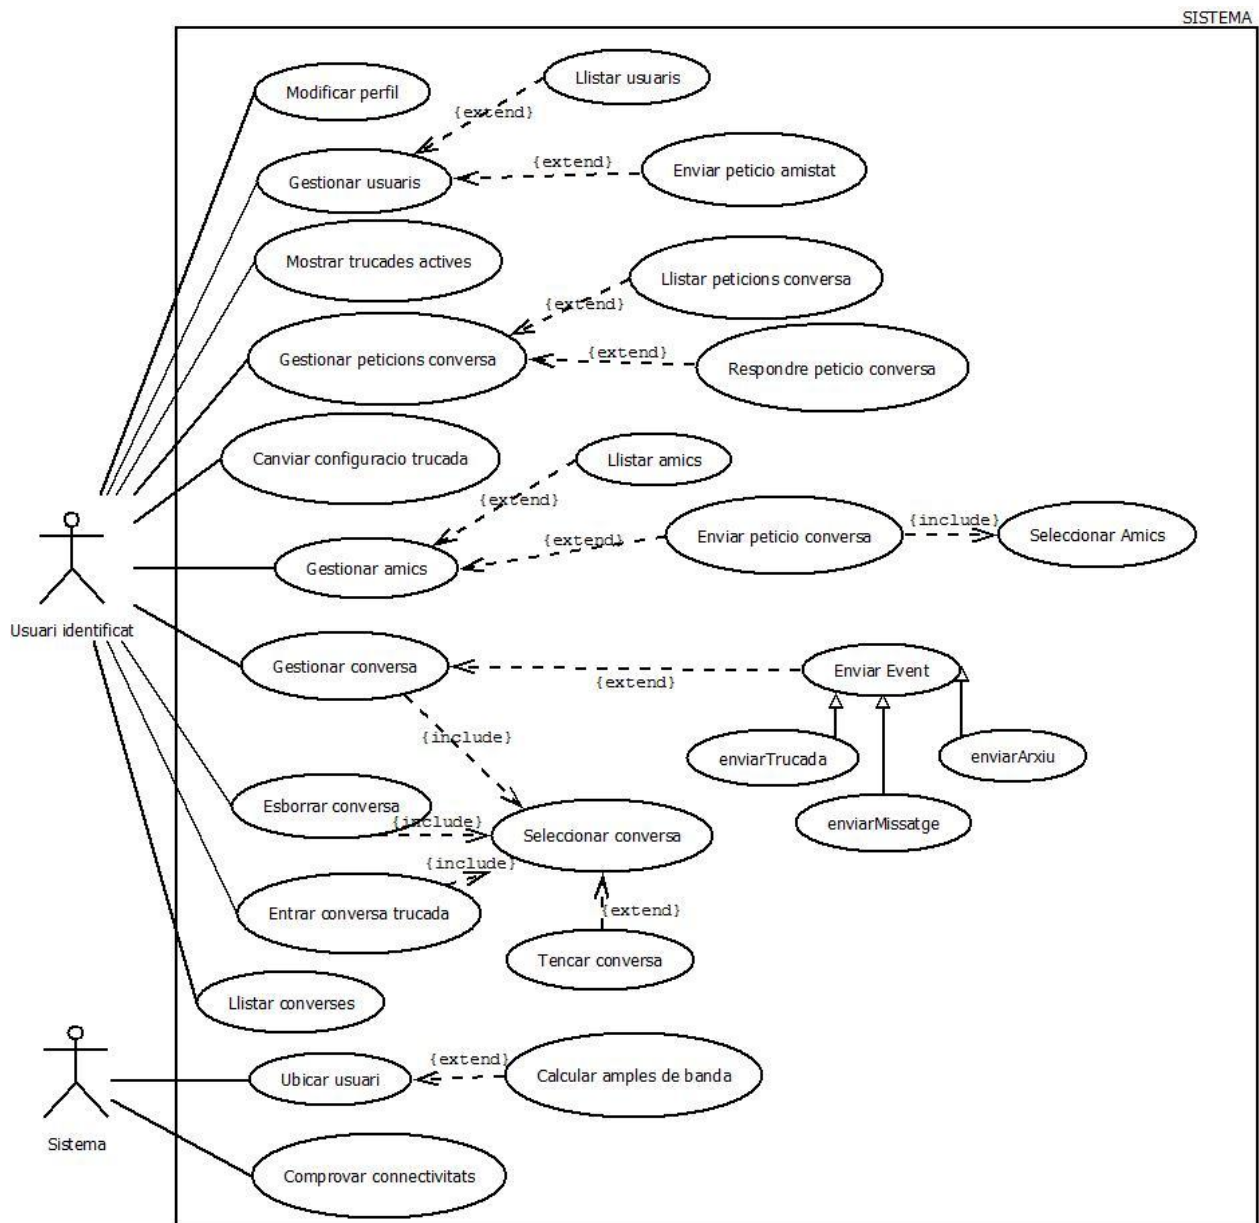 SISTEMA
Llistar usuaris
Modificar perfil
{extend}
{extend}
Enviar peticio amistat
Gestionar usuaris
Mostrar trucades actives
Llistar peticions conversa
{extend}
{extend}
Gestionar peticions conversa
Respondre peticio conversa
Canviar configuracio trucada
Llistar amics
{extend}
{include}
{extend}
Enviar peticio conversa
Seleccionar Amics
Gestionar amics
Usuari identificat
Gestionar conversa
Enviar Event
{extend}
{include}
enviarTrucada
enviarArxiu
Esborrar conversa
{include}
Seleccionar conversa
enviarMissatge
{include}
Entrar conversa trucada
{extend}
Tencar conversa
Llistar converses
{extend}
Ubicar usuari
Calcular amples de banda
Sistema
Comprovar connectivitats